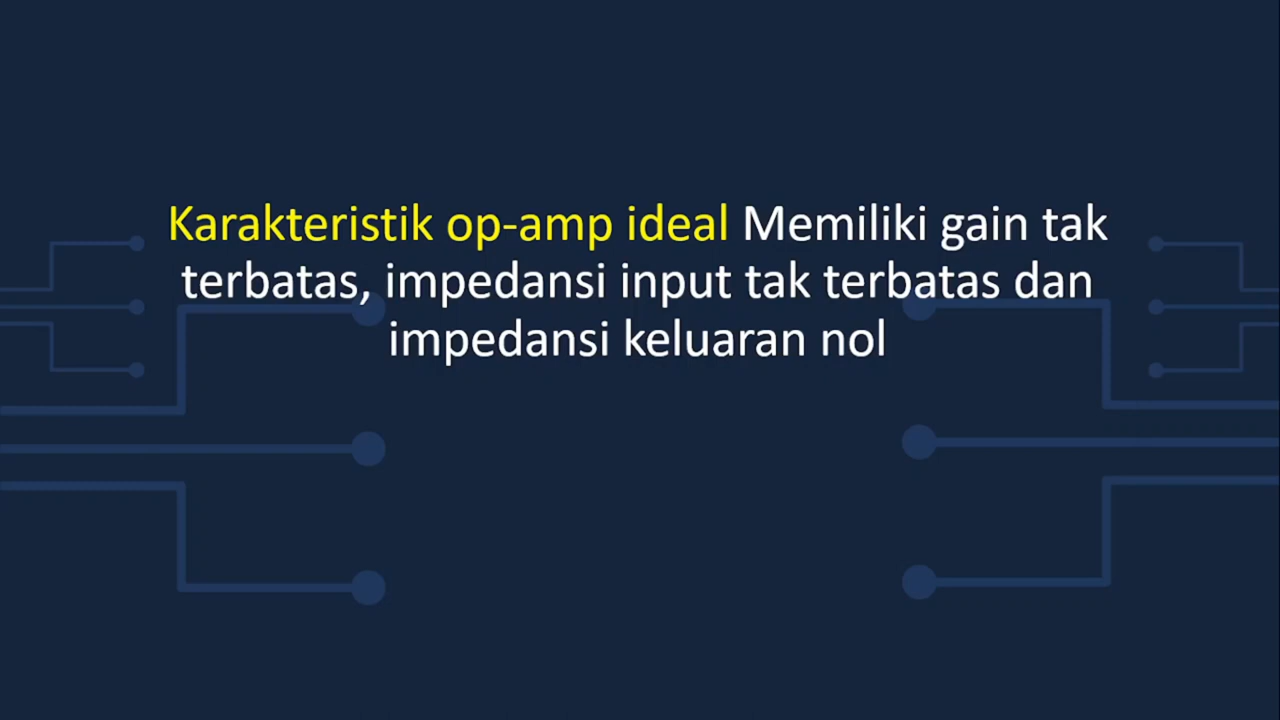 Karakteristik op-amp ideal Memiliki gain tak
terbatas, impedansi input tak terbatas dan
impedansi keluaran nol